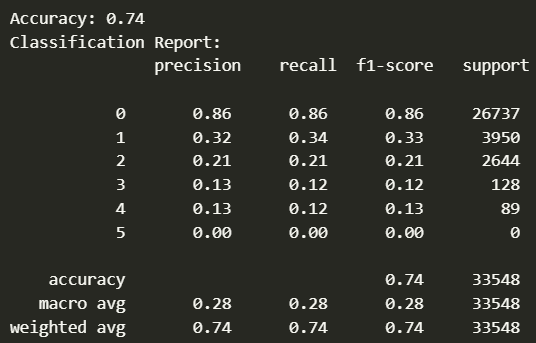 Accuracy: 0.74
Classification Report:
precision recall f1-score support
0 0.86 0.86 0.86 26737
1 0.32 0.34 0.33 3950
2 0.21 0.21 0.21 2644
3 0.13 0.12 0.12 128
4 0.13 0.12 0.13 89
5 0.00 0.00 0.00 0
accuracy 0.74 33548
macro avg 0.28 0.28 0.28 33548
weighted avg 0.74 0.74 0.74 33548